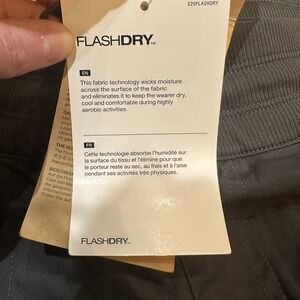 S20FLASHDRY
FLASHDRY™
EN
This fabric technology wicks moisture
across the surface of the fabric
and eliminates it to keep the wearer dry,
cool and comfortable during highly
aerobic activities.
FR
Cette technologie absorbe l'humidité sur
la surface du tissu et l'élimine pour que
le porteur reste au sec, au frais et à l'aise
pendant ses activités très physiques.
FLASHDRY™